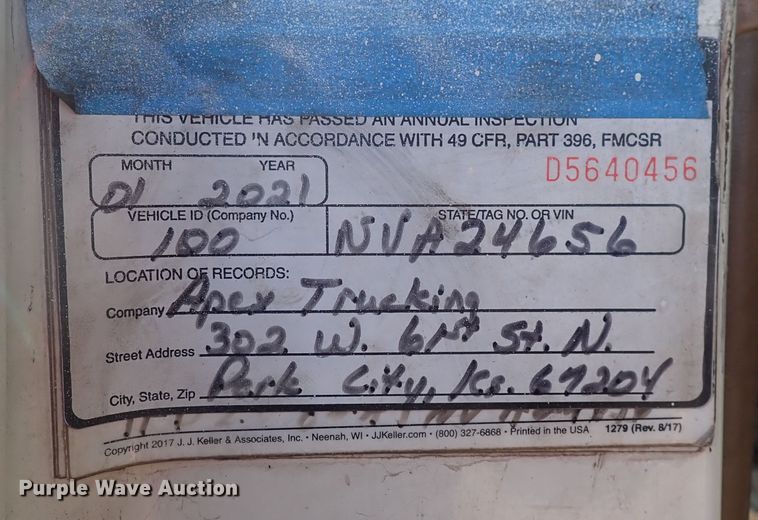 THIS VEHICLE HAS PASSED AN ANNUAL INSPECTION
CONDUCTED IN ACCORDANCE WITH 49 CFR, PART 396, FMCSR
D5640456
MONTH YEAR
01 2021
VEHICLE ID (Company No.) STATE/TAG NO. OR VIN
100 NVA24656
LOCATION OF RECORDS:
Company Apex Trucking
Street Address 302 W. 61st St. N.
City, State, Zip Park City, Ks. 67204
Copyright 2017 J. J. Keller & Associates, Inc. • Neenah, WI • JJKeller.com • (800) 327-6868 • Printed in the USA 1279 (Rev. 8/17)
Purple Wave Auction